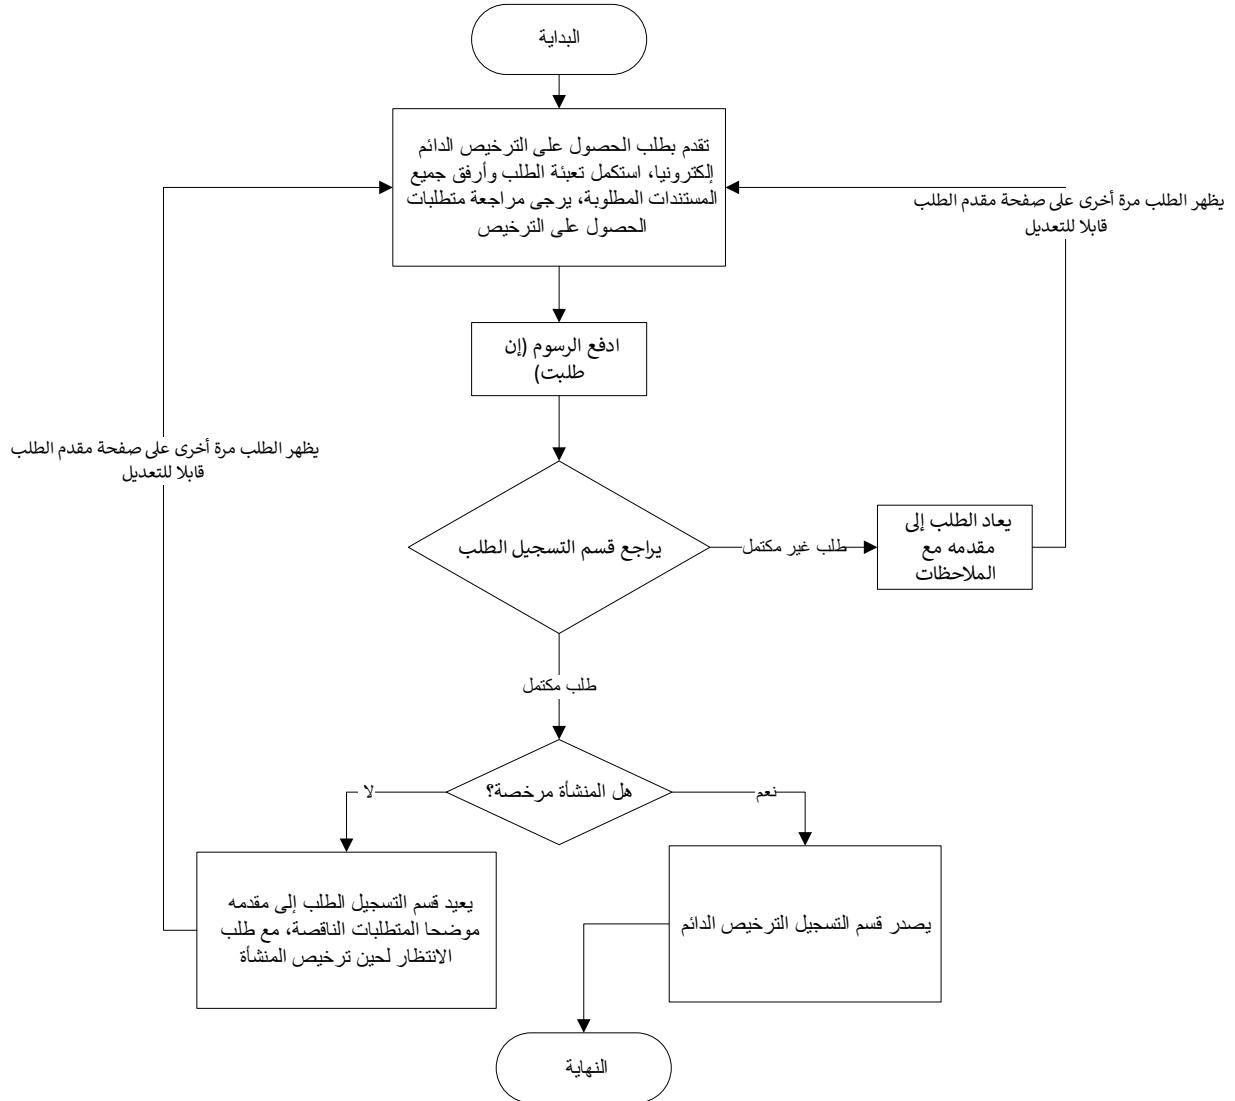 البداية
تقدم بطلب الحصول على الترخيص الدائم
إلكترونيا، استكمل تعبئة الطلب وأرفق جميع
المستندات المطلوبة، يرجى مراجعة متطلبات
الحصول على الترخيص
يظهر الطلب مرة أخرى على صفحة مقدم الطلب
قابلا للتعديل
ادفع الرسوم (إن
طلبت)
يظهر الطلب مرة أخرى على صفحة مقدم الطلب
قابلا للتعديل
يراجع قسم التسجيل الطلب
طلب غير مكتمل
يعاد الطلب إلى
مقدمه مع
الملاحظات
طلب مكتمل
هل المنشأة مرخصة؟
نعم
لا
يصدر قسم التسجيل الترخيص الدائم
يعيد قسم التسجيل الطلب إلى مقدمه
موضحا المتطلبات الناقصة، مع طلب
الانتظار لحين ترخيص المنشأة
النهاية